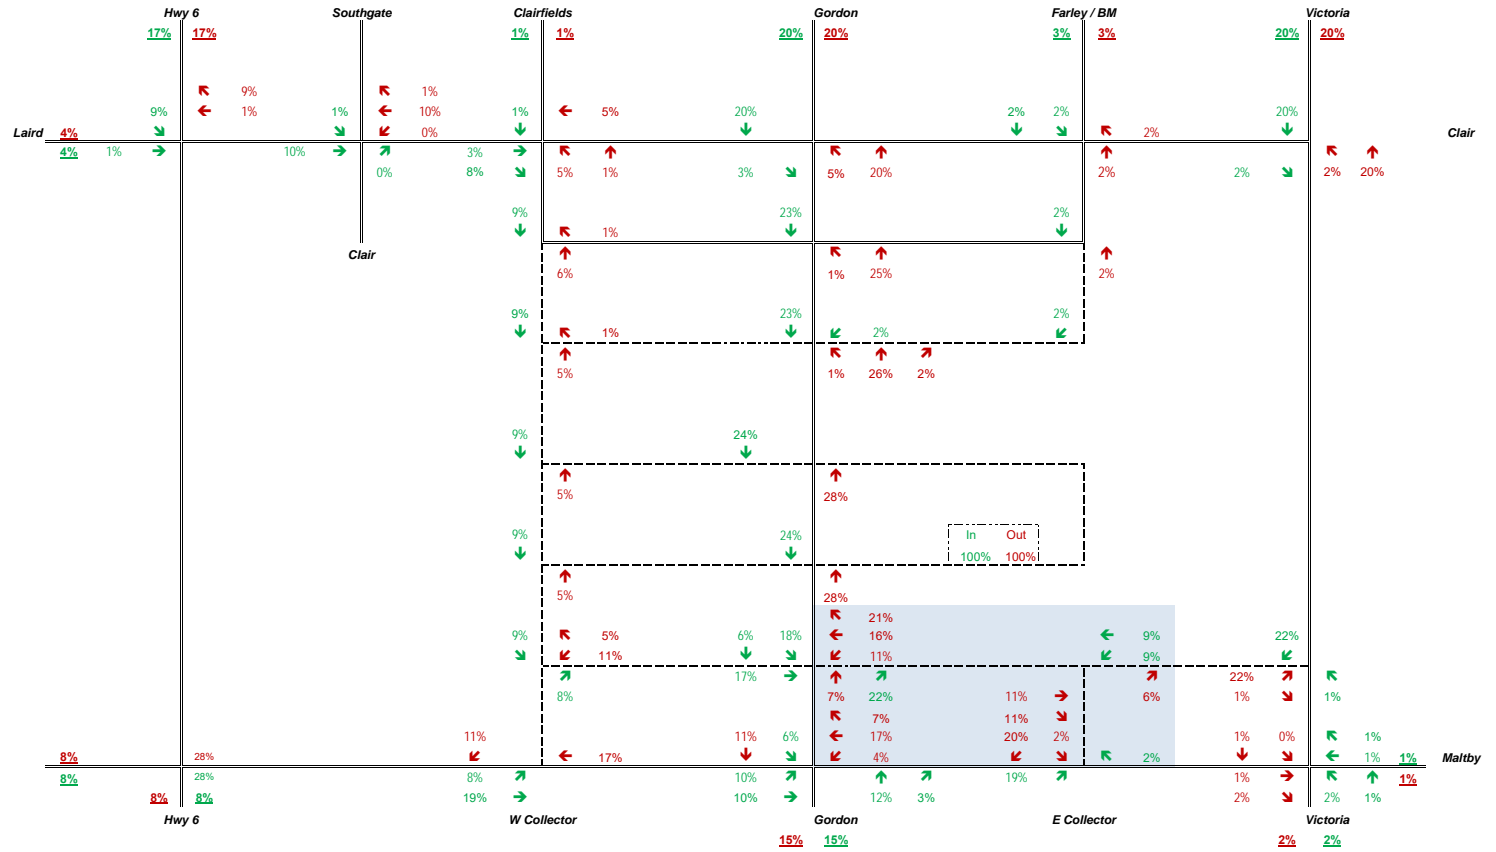 Hwy 6 Southgate Clairfields Gordon Farley / BM Victoria
17% 17% 1% 1% 20% 20% 3% 3% 20% 20%
9% 1%
9% 1% 1% 10% 1% 5% 20% 2% 2% 20%
Laird 4% 0% 2% Clair
4% 1% 10% 3%
0% 8% 5% 1% 3% 5% 20% 2% 2% 2% 20%
9% 23% 2%
1%
Clair
6% 1% 25% 2%
9% 23% 2%
1% 2%
5% 1% 26% 2%
9% 24%
5% 28%
9% 24% In Out
100% 100%
5% 28%
21%
9% 5% 6% 18% 16% 9% 22%
11% 11% 9%
17% 22%
8% 7% 22% 11% 6% 1% 1%
7% 11%
11% 11% 6% 17% 20% 2% 1% 0% 1%
8% 28% 17% 4% 2% 1% 1% Maltby
8% 28% 8% 10% 19% 1% 1%
8% 8% 19% 10% 12% 3% 2% 2% 1%
Hwy 6 W Collector Gordon E Collector Victoria
15% 15% 2% 2%